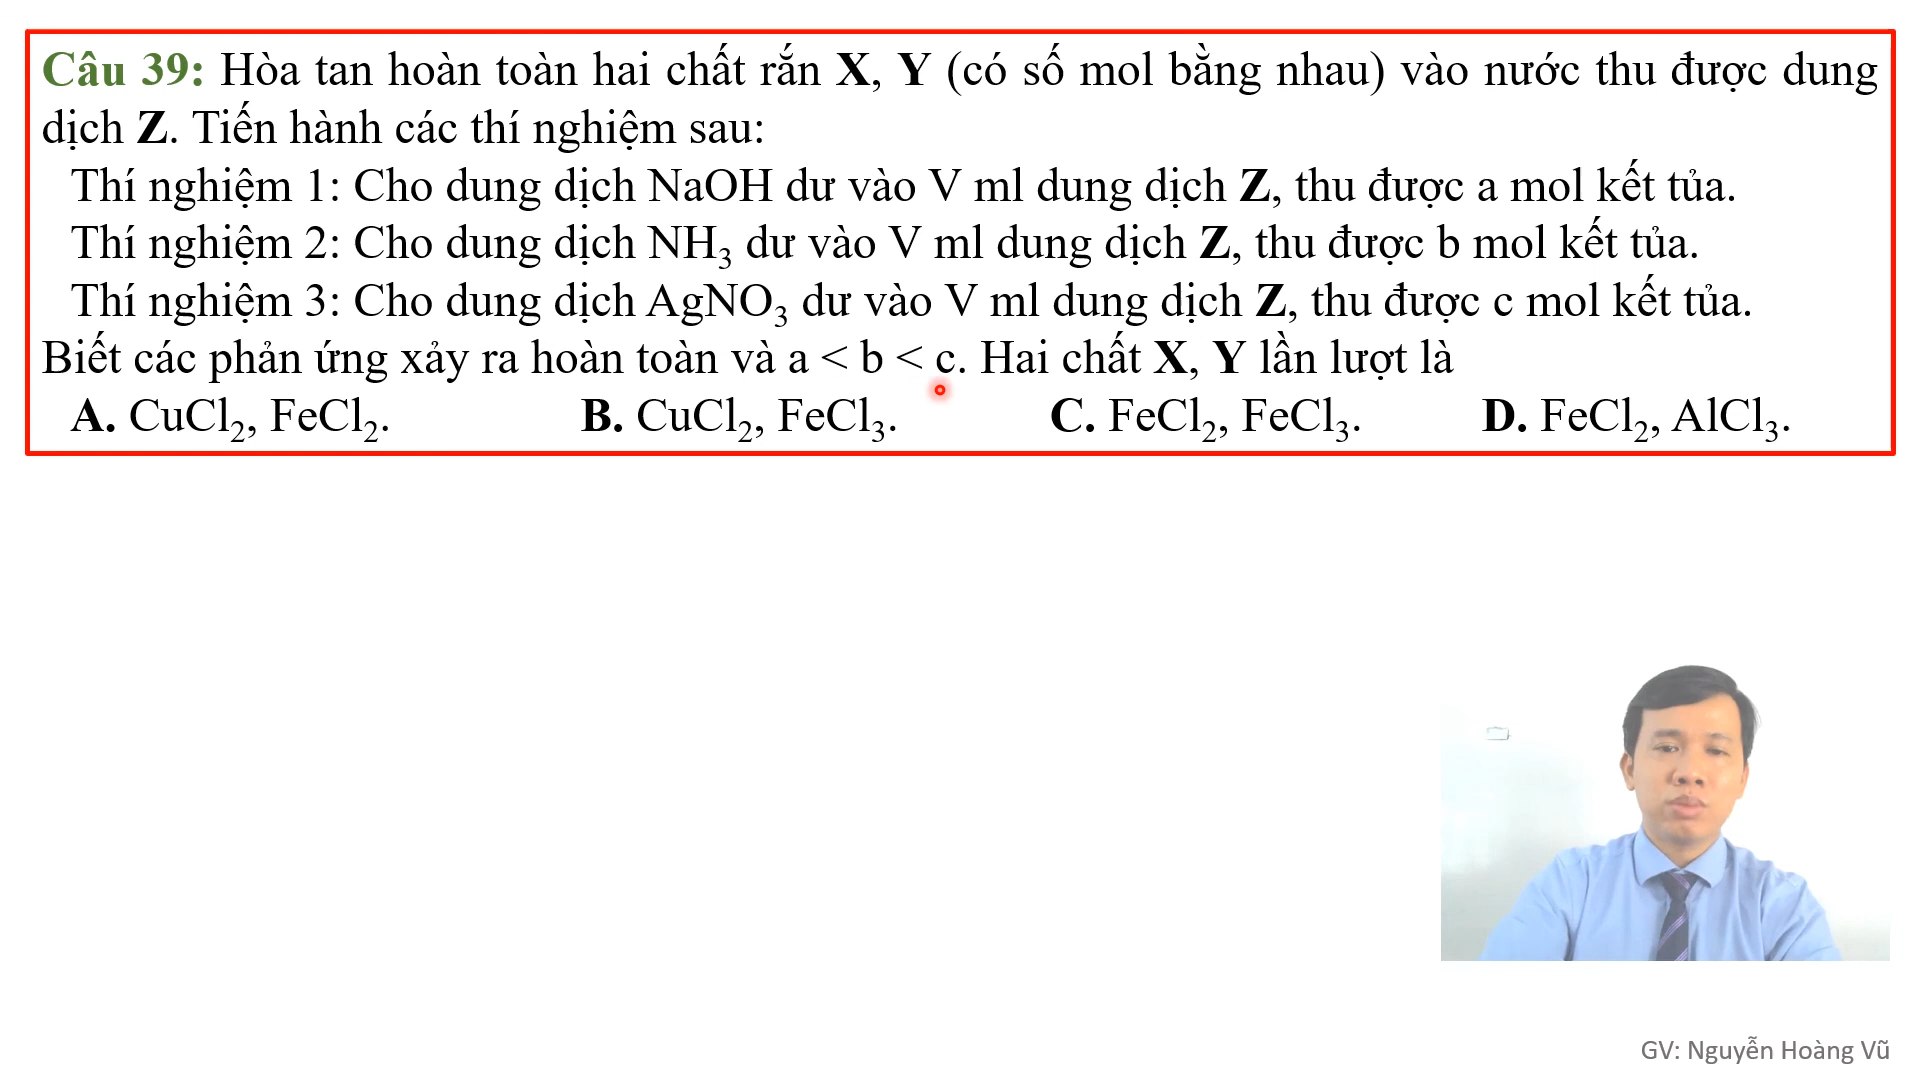 Câu 39: Hòa tan hoàn toàn hai chất rắn X, Y (có số mol bằng nhau) vào nước thu được dung
dịch Z. Tiến hành các thí nghiệm sau:
Thí nghiệm 1: Cho dung dịch NaOH dư vào V ml dung dịch Z, thu được a mol kết tủa.
Thí nghiệm 2: Cho dung dịch NH₃ dư vào V ml dung dịch Z, thu được b mol kết tủa.
Thí nghiệm 3: Cho dung dịch AgNO₃ dư vào V ml dung dịch Z, thu được c mol kết tủa.
Biết các phản ứng xảy ra hoàn toàn và a < b < c. Hai chất X, Y lần lượt là
A. CuCl₂, FeCl₂. B. CuCl₂, FeCl₃. C. FeCl₂, FeCl₃. D. FeCl₂, AlCl₃.
GV: Nguyễn Hoàng Vũ